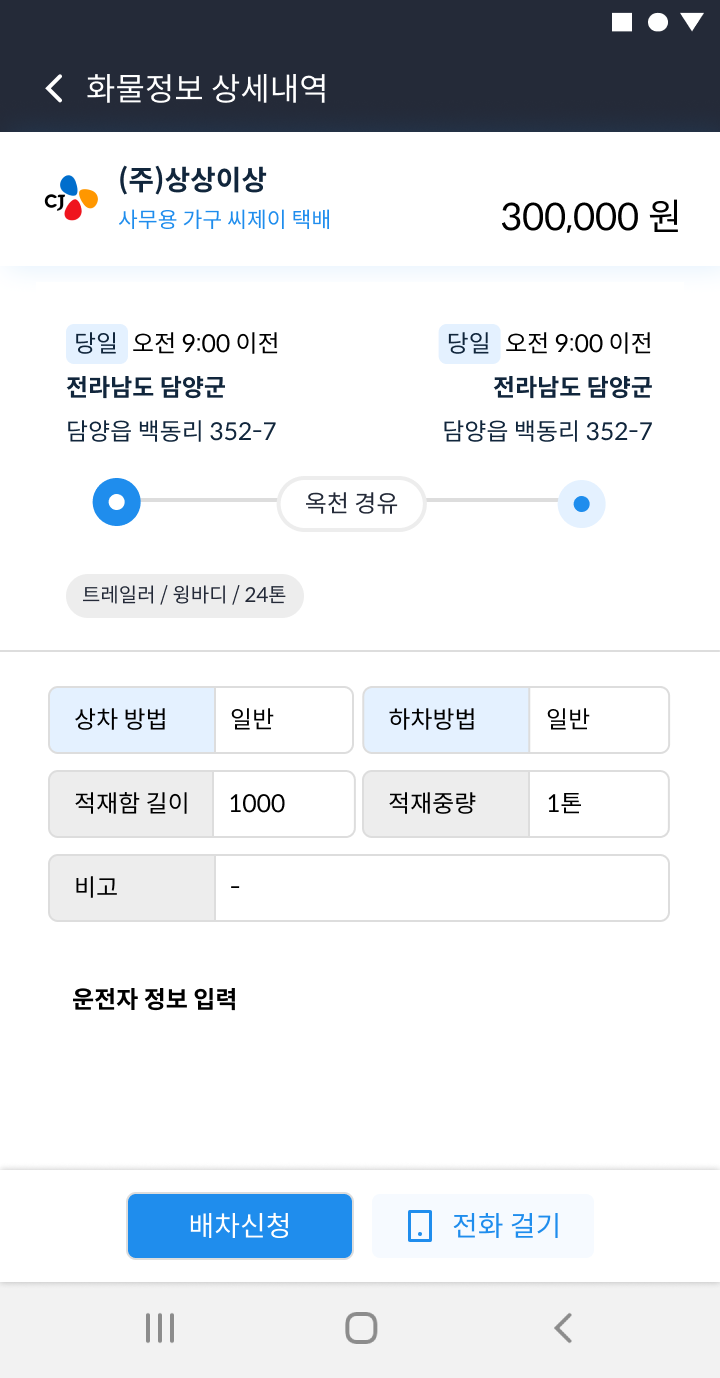 화물정보 상세내역
CJ
(주)상상이상
사무용 가구 씨제이 택배
300,000 원
당일 오전 9:00 이전
전라남도 담양군
담양읍 백동리 352-7
당일 오전 9:00 이전
전라남도 담양군
담양읍 백동리 352-7
옥천 경유
트레일러 / 윙바디 / 24톤
상차 방법 일반 하차방법 일반
적재함 길이 1000 적재중량 1톤
비고 -
운전자 정보 입력
배차신청 전화 걸기